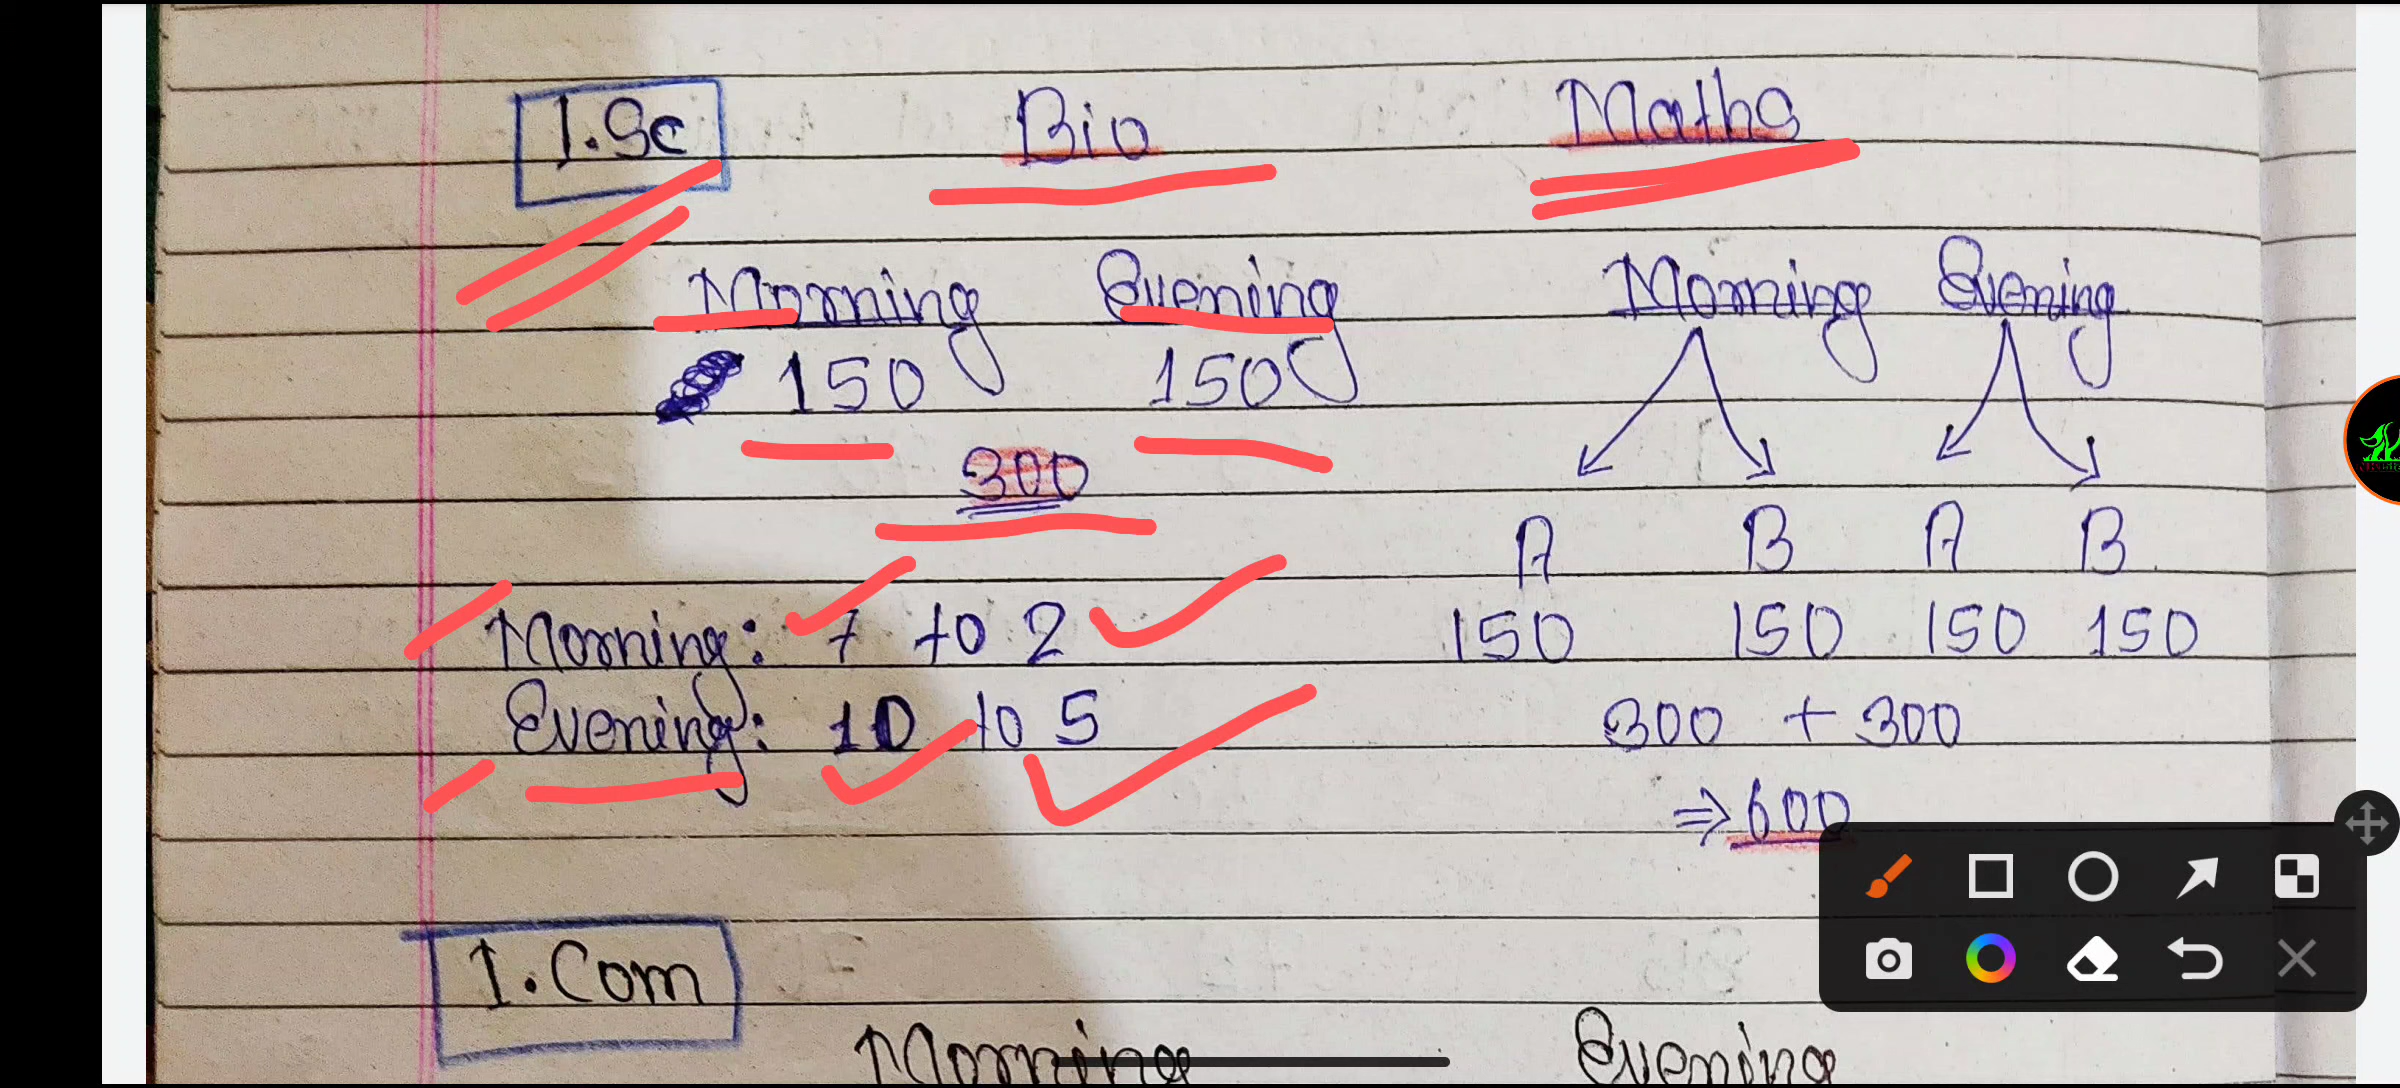 I.Sc Bio Maths
Morning Evening Morning Evening
150 150
300
A B A B
Morning: 7 to 2 150 150 150 150
Evening: 10 to 5 300 + 300
⇒ 600
I.Com
Morning Evening